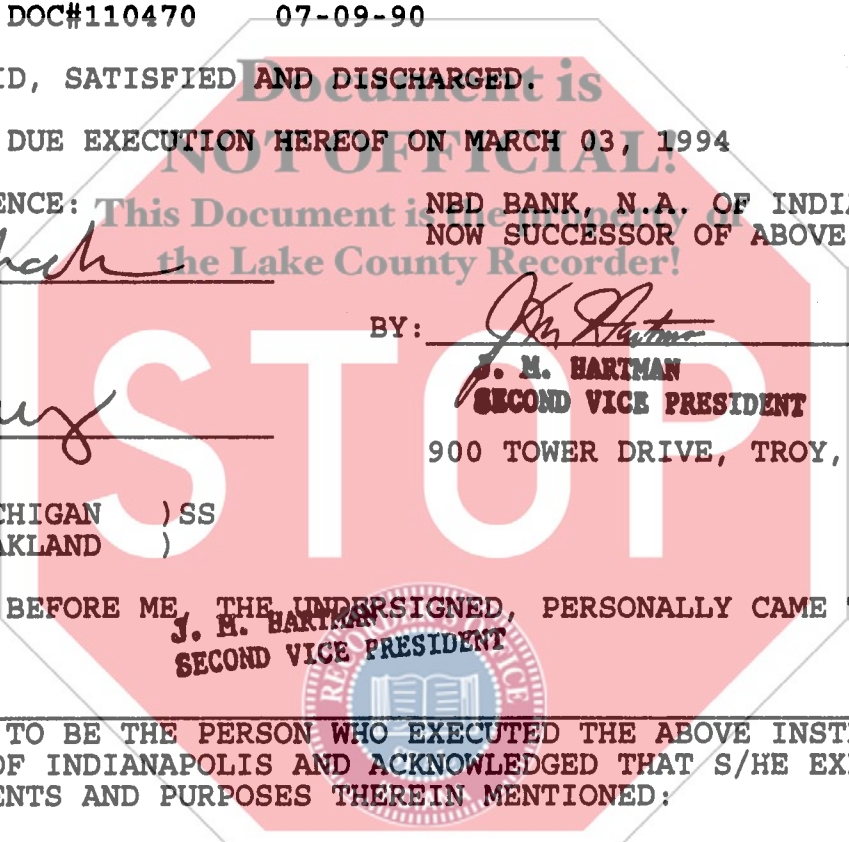 DOC#110470 07-09-90
ID, SATISFIED AND DISCHARGED.
Document is
DUE EXECUTION HEREOF ON MARCH 03, 1994
NOT OFFICIAL!
ENCE:
NBD BANK, N.A. OF INDIA
This Document is the property of
NOW SUCCESSOR OF ABOVE
the Lake County Recorder!
BY: J M Hartman
J. M. HARTMAN
SECOND VICE PRESIDENT
STOP
900 TOWER DRIVE, TROY,
CHIGAN )SS
AKLAND )
BEFORE ME, THE UNDERSIGNED, PERSONALLY CAME
J. M. HARTMAN
SECOND VICE PRESIDENT
RECORDER'S OFFICE
TO BE THE PERSON WHO EXECUTED THE ABOVE INST
OF INDIANAPOLIS AND ACKNOWLEDGED THAT S/HE EX
ENTS AND PURPOSES THEREIN MENTIONED: